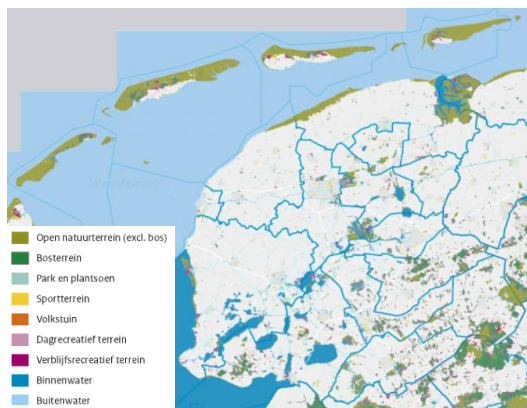 Waddenzee
Open natuurterrein (excl. bos)
Bosterrein
Park en plantsoen
Sportterrein
Volkstuin
Dagrecreatief terrein
Verblijfsrecreatief terrein
Binnenwater
Buitenwater